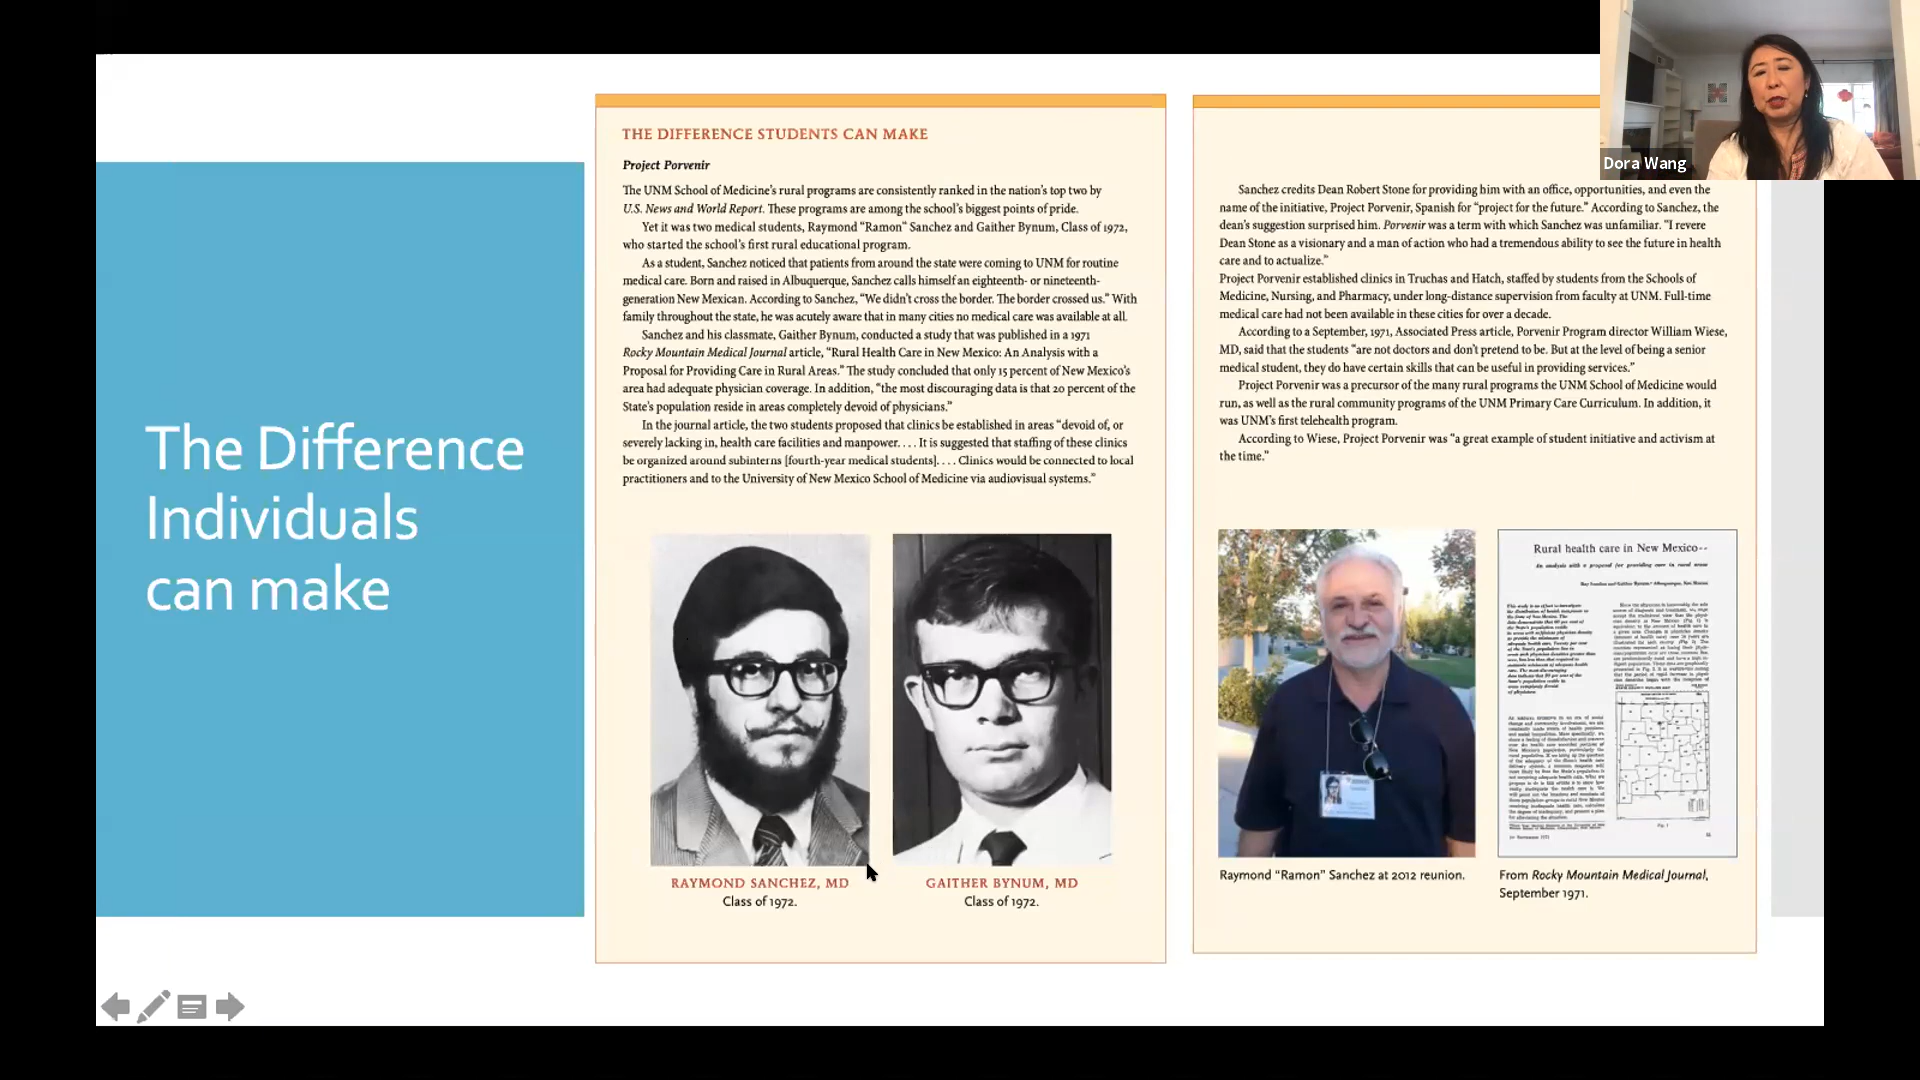 Dora Wang
The Difference
Individuals
can make
THE DIFFERENCE STUDENTS CAN MAKE
Project Porvenir
The UNM School of Medicine's rural programs are consistently ranked in the nation's top two by
U.S. News and World Report. These programs are among the school's biggest points of pride.
Yet it was two medical students, Raymond "Ramon" Sanchez and Gaither Bynum, Class of 1972,
who started the school's first rural educational program.
As a student, Sanchez noticed that patients from around the state were coming to UNM for routine
medical care. Born and raised in Albuquerque, Sanchez calls himself an eighteenth- or nineteenth-
generation New Mexican. According to Sanchez, "We didn't cross the border. The border crossed us." With
family throughout the state, he was acutely aware that in many cities no medical care was available at all.
Sanchez and his classmate, Gaither Bynum, conducted a study that was published in a 1971
Rocky Mountain Medical Journal article, "Rural Health Care in New Mexico: An Analysis with a
Proposal for Providing Care in Rural Areas." The study concluded that only 15 percent of New Mexico's
area had adequate physician coverage. In addition, "the most discouraging data is that 20 percent of the
State's population reside in areas completely devoid of physicians."
In the journal article, the two students proposed that clinics be established in areas "devoid of, or
severely lacking in, health care facilities and manpower. . . . It is suggested that staffing of these clinics
be organized around subinterns [fourth-year medical students]. . . . Clinics would be connected to local
practitioners and to the University of New Mexico School of Medicine via audiovisual systems."
RAYMOND SANCHEZ, MD
Class of 1972.
GAITHER BYNUM, MD
Class of 1972.
Sanchez credits Dean Robert Stone for providing him with an office, opportunities, and even the
name of the initiative, Project Porvenir, Spanish for "project for the future." According to Sanchez, the
dean's suggestion surprised him. Porvenir was a term with which Sanchez was unfamiliar. "I revere
Dean Stone as a visionary and a man of action who had a tremendous ability to see the future in health
care and to actualize."
Project Porvenir established clinics in Truchas and Hatch, staffed by students from the Schools of
Medicine, Nursing, and Pharmacy, under long-distance supervision from faculty at UNM. Full-time
medical care had not been available in these cities for over a decade.
According to a September, 1971, Associated Press article, Porvenir Program director William Wiese,
MD, said that the students "are not doctors and don't pretend to be. But at the level of being a senior
medical student, they do have certain skills that can be useful in providing services."
Project Porvenir was a precursor of the many rural programs the UNM School of Medicine would
run, as well as the rural community programs of the UNM Primary Care Curriculum. In addition, it
was UNM's first telehealth program.
According to Wiese, Project Porvenir was "a great example of student initiative and activism at
the time."
Raymond "Ramon" Sanchez at 2012 reunion.
Rural health care in New Mexico--
An analysis with a proposal for providing care in rural areas
From Rocky Mountain Medical Journal,
September 1971.